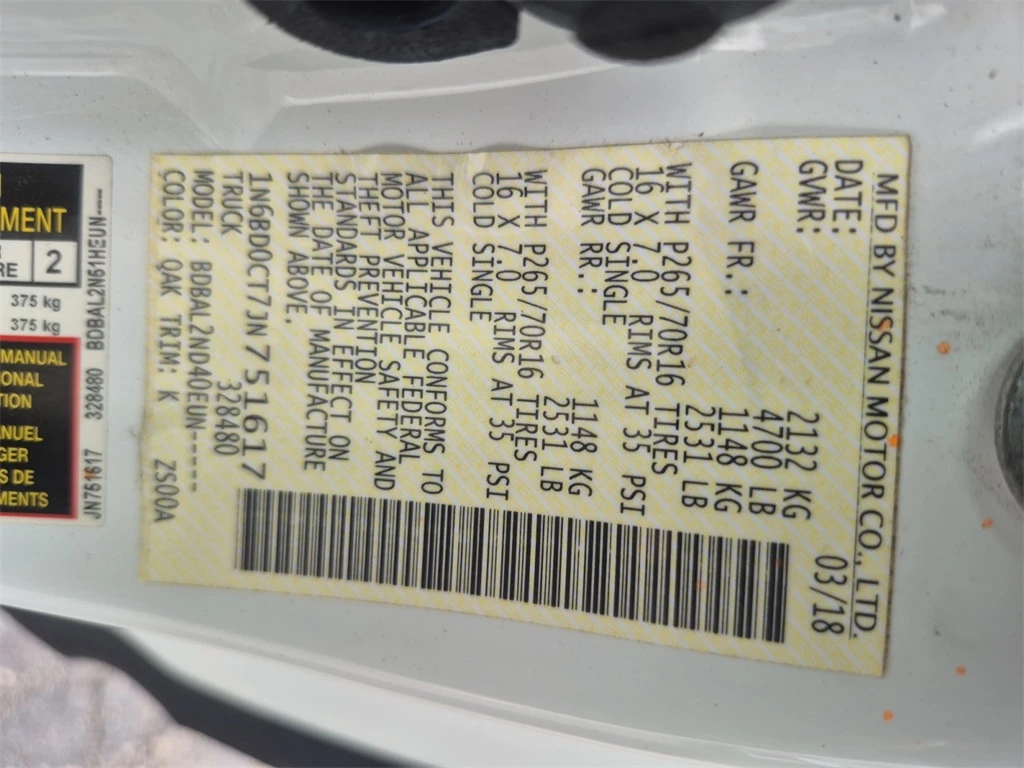 MFD BY NISSAN MOTOR CO., LTD.
DATE: 03/18
GVWR: 2132 KG
4700 LB
GAWR FR.: 1148 KG
2531 LB
WITH P265/70R16 TIRES
16 X 7.0 RIMS AT 35 PSI
COLD SINGLE
GAWR RR.: 1148 KG
2531 LB
WITH P265/70R16 TIRES
16 X 7.0 RIMS AT 35 PSI
COLD SINGLE
THIS VEHICLE CONFORMS TO
ALL APPLICABLE FEDERAL
MOTOR VEHICLE SAFETY AND
THEFT PREVENTION
STANDARDS IN EFFECT ON
THE DATE OF MANUFACTURE
SHOWN ABOVE.
1N6BD0CT7JN751617
TRUCK 328480
MODEL: BDBAL2ND40EUN-----
COLOR: QAK TRIM: K ZS00A
MENT
RE 2
375 kg
375 kg
MANUAL
ONAL
TION
ANUEL
GER
S DE
EMENTS
JN751617 328480 BDBAL2N51HEUN----